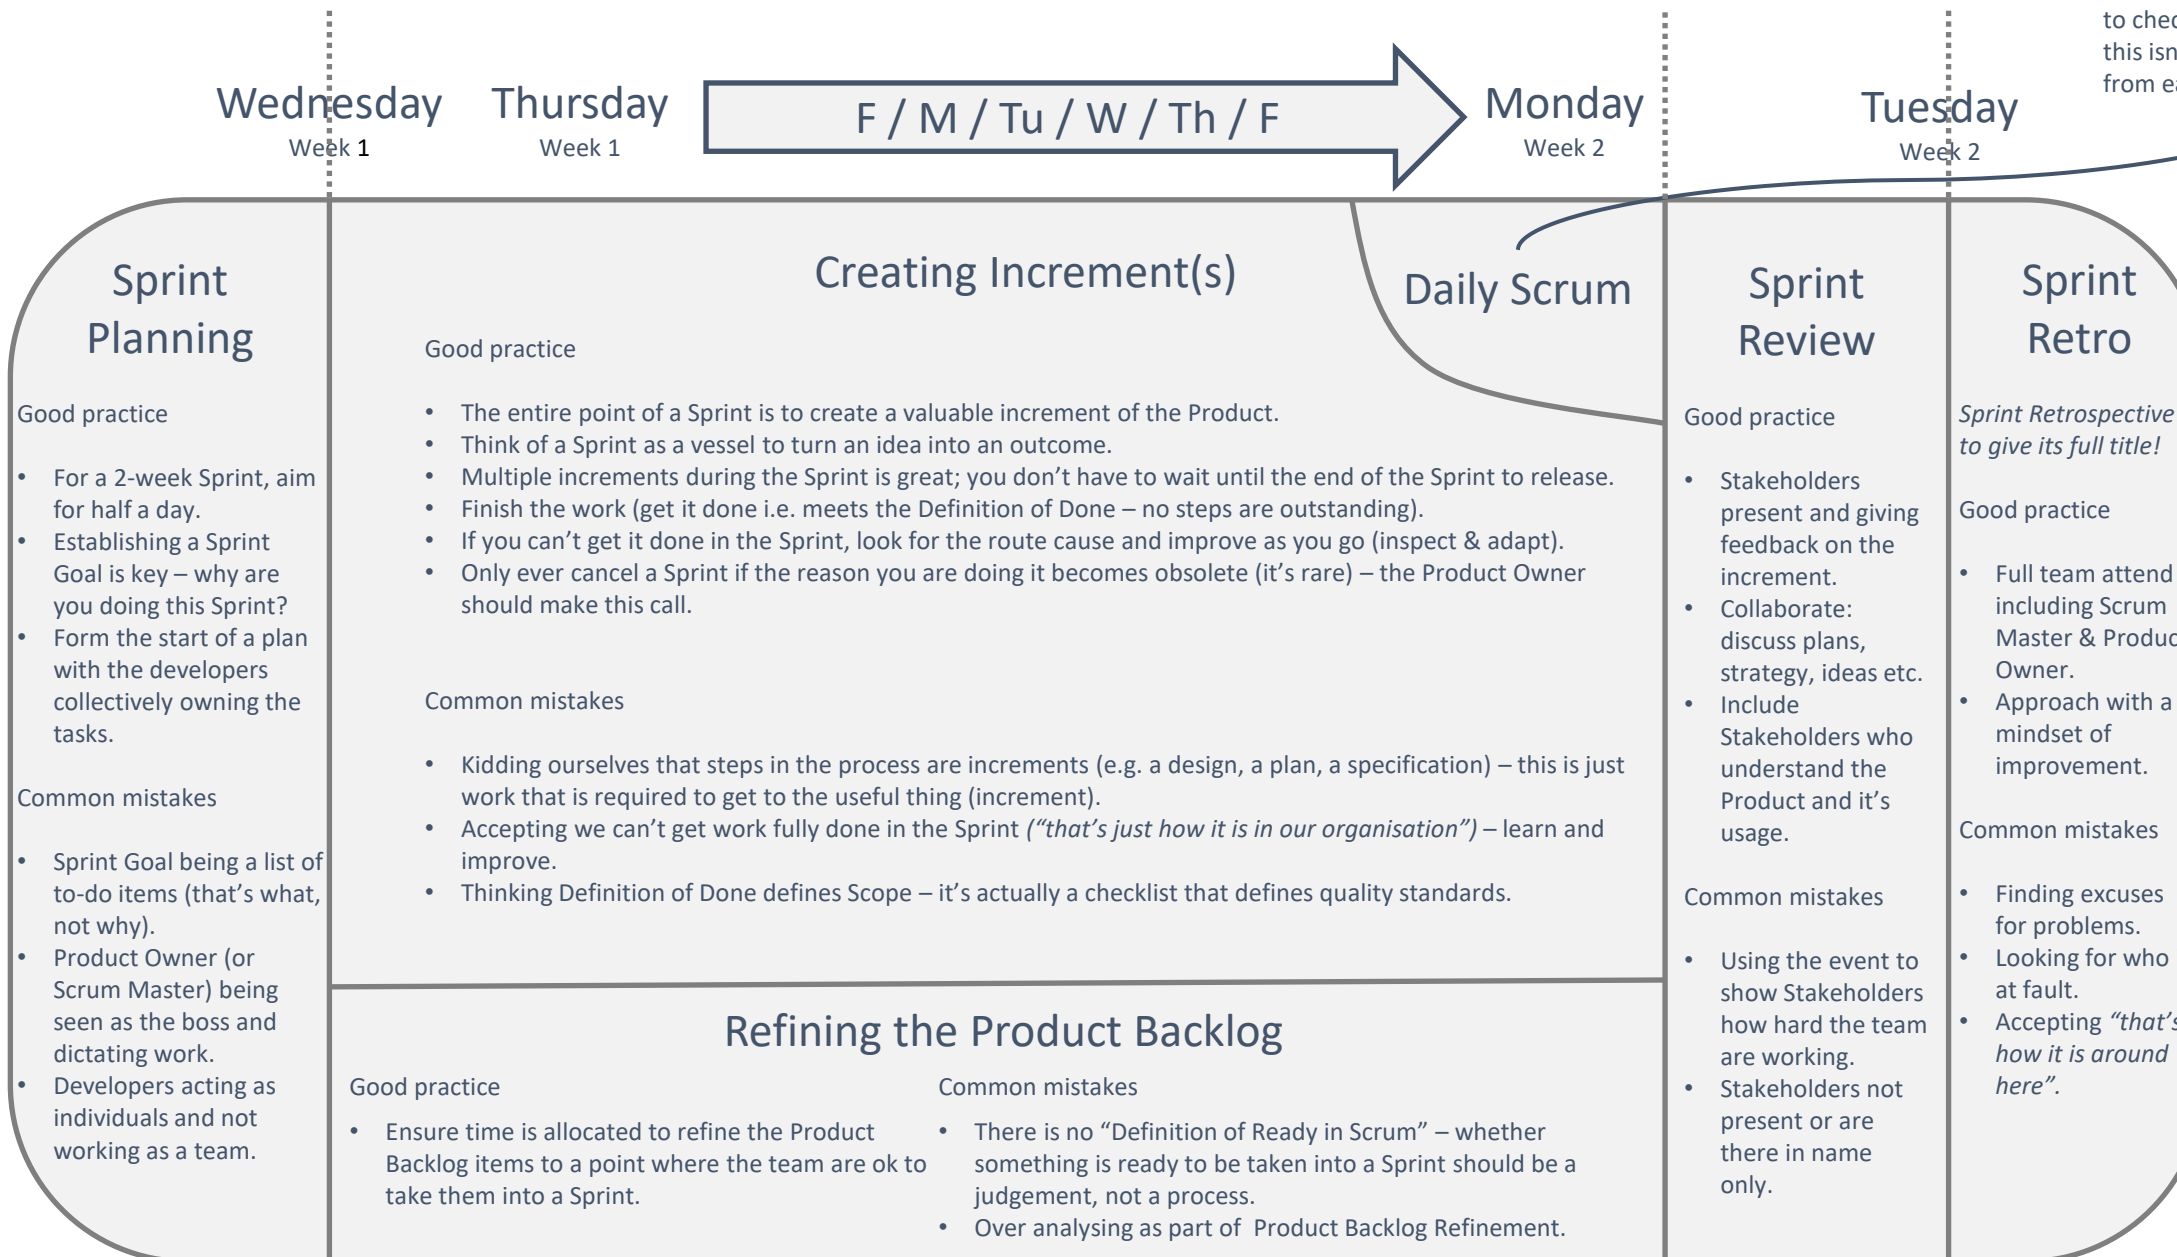 to chec
this isn
from ea
Wednesday
Week 1
Thursday
Week 1
F / M / Tu / W / Th / F
Monday
Week 2
Tuesday
Week 2
Sprint
Planning
Good practice
• For a 2-week Sprint, aim
for half a day.
• Establishing a Sprint
Goal is key – why are
you doing this Sprint?
• Form the start of a plan
with the developers
collectively owning the
tasks.
Common mistakes
• Sprint Goal being a list of
to-do items (that’s what,
not why).
• Product Owner (or
Scrum Master) being
seen as the boss and
dictating work.
• Developers acting as
individuals and not
working as a team.
Creating Increment(s)
Good practice
• The entire point of a Sprint is to create a valuable increment of the Product.
• Think of a Sprint as a vessel to turn an idea into an outcome.
• Multiple increments during the Sprint is great; you don’t have to wait until the end of the Sprint to release.
• Finish the work (get it done i.e. meets the Definition of Done – no steps are outstanding).
• If you can’t get it done in the Sprint, look for the route cause and improve as you go (inspect & adapt).
• Only ever cancel a Sprint if the reason you are doing it becomes obsolete (it’s rare) – the Product Owner
should make this call.
Common mistakes
• Kidding ourselves that steps in the process are increments (e.g. a design, a plan, a specification) – this is just
work that is required to get to the useful thing (increment).
• Accepting we can’t get work fully done in the Sprint (“that’s just how it is in our organisation”) – learn and
improve.
• Thinking Definition of Done defines Scope – it’s actually a checklist that defines quality standards.
Daily Scrum
Refining the Product Backlog
Good practice
• Ensure time is allocated to refine the Product
Backlog items to a point where the team are ok to
take them into a Sprint.
Common mistakes
• There is no “Definition of Ready in Scrum” – whether
something is ready to be taken into a Sprint should be a
judgement, not a process.
• Over analysing as part of Product Backlog Refinement.
Sprint
Review
Good practice
• Stakeholders
present and giving
feedback on the
increment.
• Collaborate:
discuss plans,
strategy, ideas etc.
• Include
Stakeholders who
understand the
Product and it’s
usage.
Common mistakes
• Using the event to
show Stakeholders
how hard the team
are working.
• Stakeholders not
present or are
there in name
only.
Sprint
Retro
Sprint Retrospective
to give its full title!
Good practice
• Full team attend
including Scrum
Master & Produc
Owner.
• Approach with a
mindset of
improvement.
Common mistakes
• Finding excuses
for problems.
• Looking for who
at fault.
• Accepting “that’s
how it is around
here”.